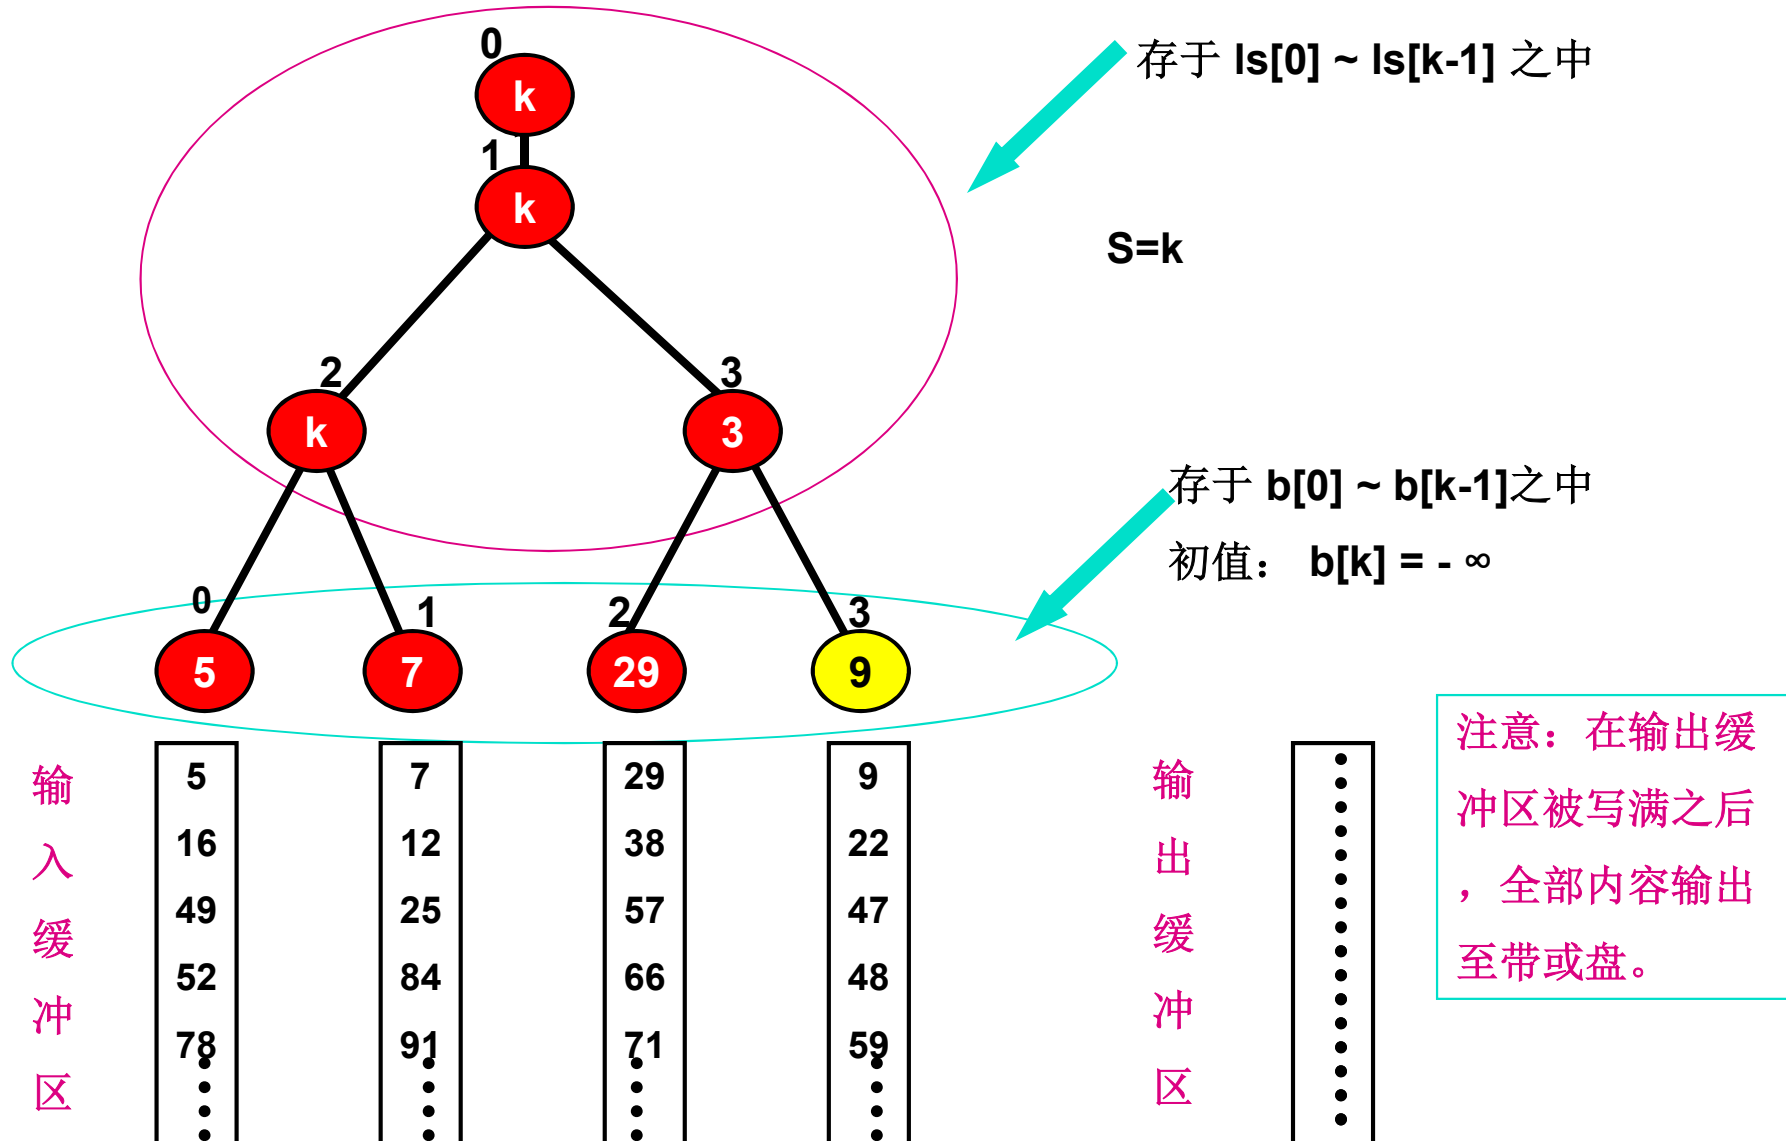 0
k
存于 ls[0] ~ ls[k-1] 之中
1
k
S=k
2
3
k
3
存于 b[0] ~ b[k-1]之中
初值： b[k] = - ∞
0
1
2
3
5
7
29
9
输入缓冲区
5
16
49
52
78
7
12
25
84
91
29
38
57
66
71
9
22
47
48
59
输出缓冲区
注意：在输出缓
冲区被写满之后
，全部内容输出
至带或盘。